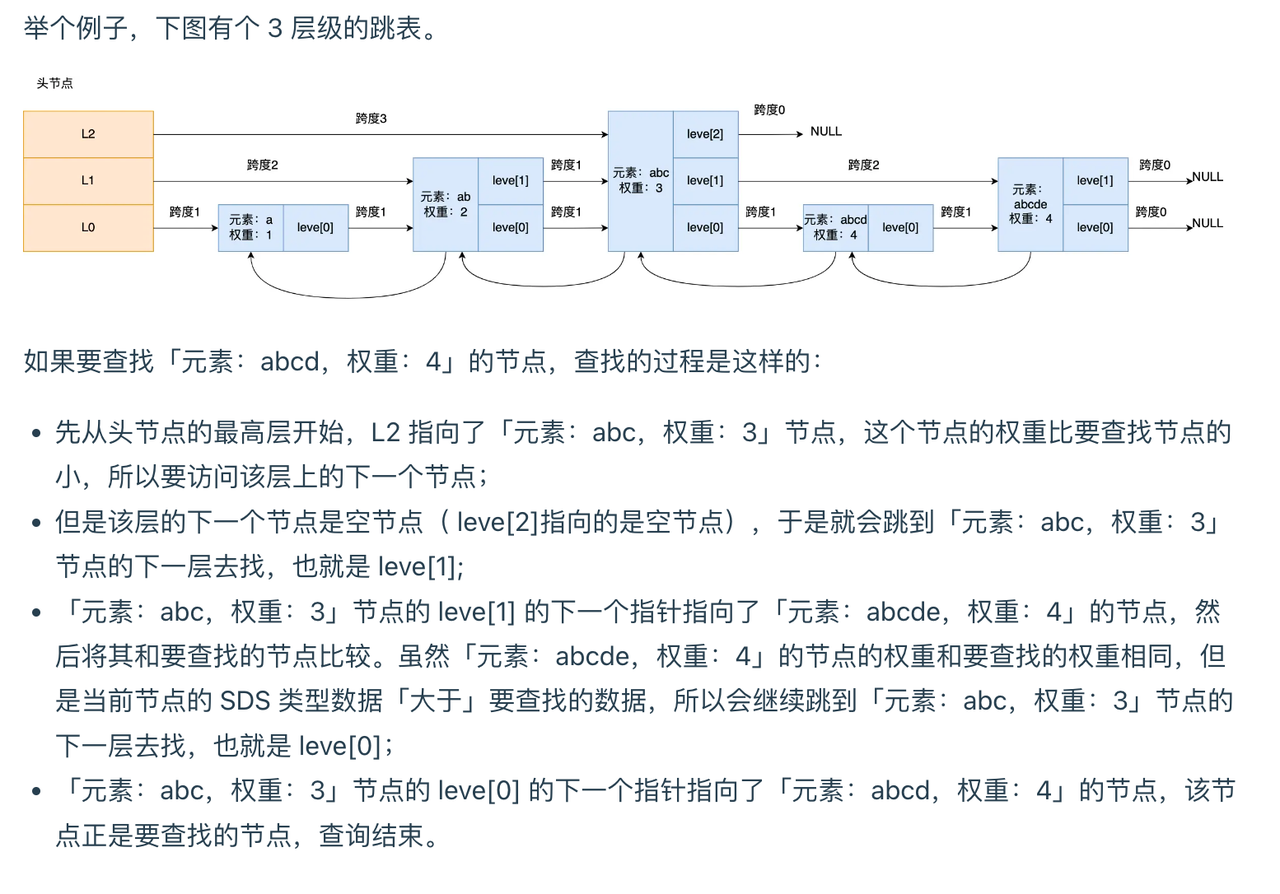 举个例子，下图有个 3 层级的跳表。
头节点
跨度0
跨度3
L2
leve[2]
NULL
跨度2
跨度1
跨度2
跨度0
L1
元素：ab
权重：2
leve[1]
元素：abc
权重：3
leve[1]
元素：
abcde
权重：4
leve[1]
NULL
跨度1
跨度1
跨度1
跨度1
跨度1
跨度0
L0
元素：a
权重：1
leve[0]
leve[0]
leve[0]
元素：abcd
权重：4
leve[0]
leve[0]
NULL
如果要查找「元素：abcd，权重：4」的节点，查找的过程是这样的：
• 先从头节点的最高层开始，L2 指向了「元素：abc，权重：3」节点，这个节点的权重比要查找节点的
小，所以要访问该层上的下一个节点；
• 但是该层的下一个节点是空节点（ leve[2]指向的是空节点），于是就会跳到「元素：abc，权重：3」
节点的下一层去找，也就是 leve[1];
• 「元素：abc，权重：3」节点的 leve[1] 的下一个指针指向了「元素：abcde，权重：4」的节点，然
后将其和要查找的节点比较。虽然「元素：abcde，权重：4」的节点的权重和要查找的权重相同，但
是当前节点的 SDS 类型数据「大于」要查找的数据，所以会继续跳到「元素：abc，权重：3」节点的
下一层去找，也就是 leve[0]；
• 「元素：abc，权重：3」节点的 leve[0] 的下一个指针指向了「元素：abcd，权重：4」的节点，该节
点正是要查找的节点，查询结束。